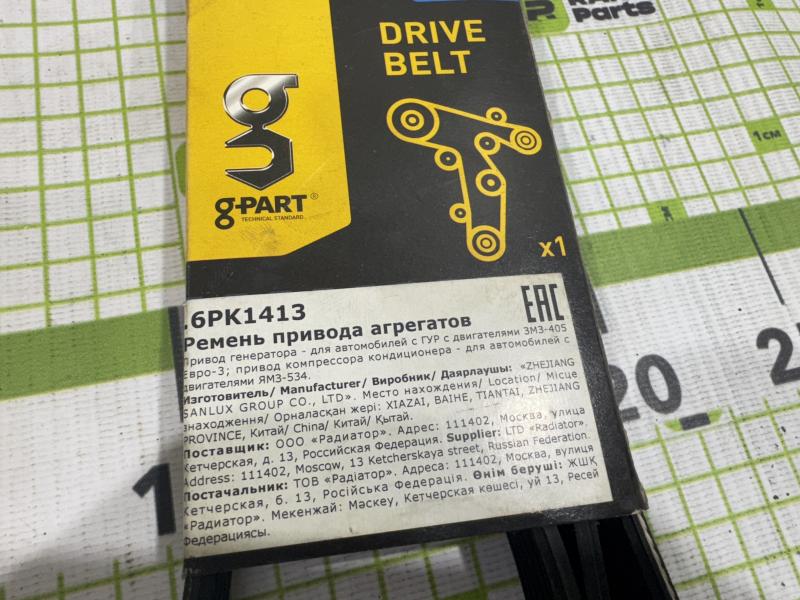 DRIVE
BELT
g-PART®
TECHNICAL STANDARD
x1
Parts
1см
.6PK1413
EAC
Ремень привода агрегатов
Привод генератора - для автомобилей с ГУР с двигателями ЗМЗ-405
Евро-3; привод компрессора кондиционера - для автомобилей с
двигателями ЯМЗ-534.
Изготовитель/ Manufacturer/ Виробник/ Даярлаушы: «ZHEJIANG
SANLUX GROUP CO., LTD». Место нахождения/ Location/ Місце
знаходження/ Орналасқан жері: XIAZAI, BAIHE, TIANTAI, ZHEJIANG
PROVINCE, Китай/ China/ Китай/ Қытай.
Поставщик: ООО «Радиатор». Адрес: 111402, Москва, улица
Кетчерская, д. 13, Российская Федерация. Supplier: LTD «Radiator».
Address: 111402, Moscow, 13 Ketcherskaya street, Russian Federation.
Постачальник: ТОВ «Радіатор». Адреса: 111402, Москва, вулиця
Кетчерская, б. 13, Російська Федерація. Өнім беруші: ЖШҚ
«Радиатор». Мекенжай: Мәскеу, Кетчерская көшесі, уй 13, Ресей
Федерациясы.
20